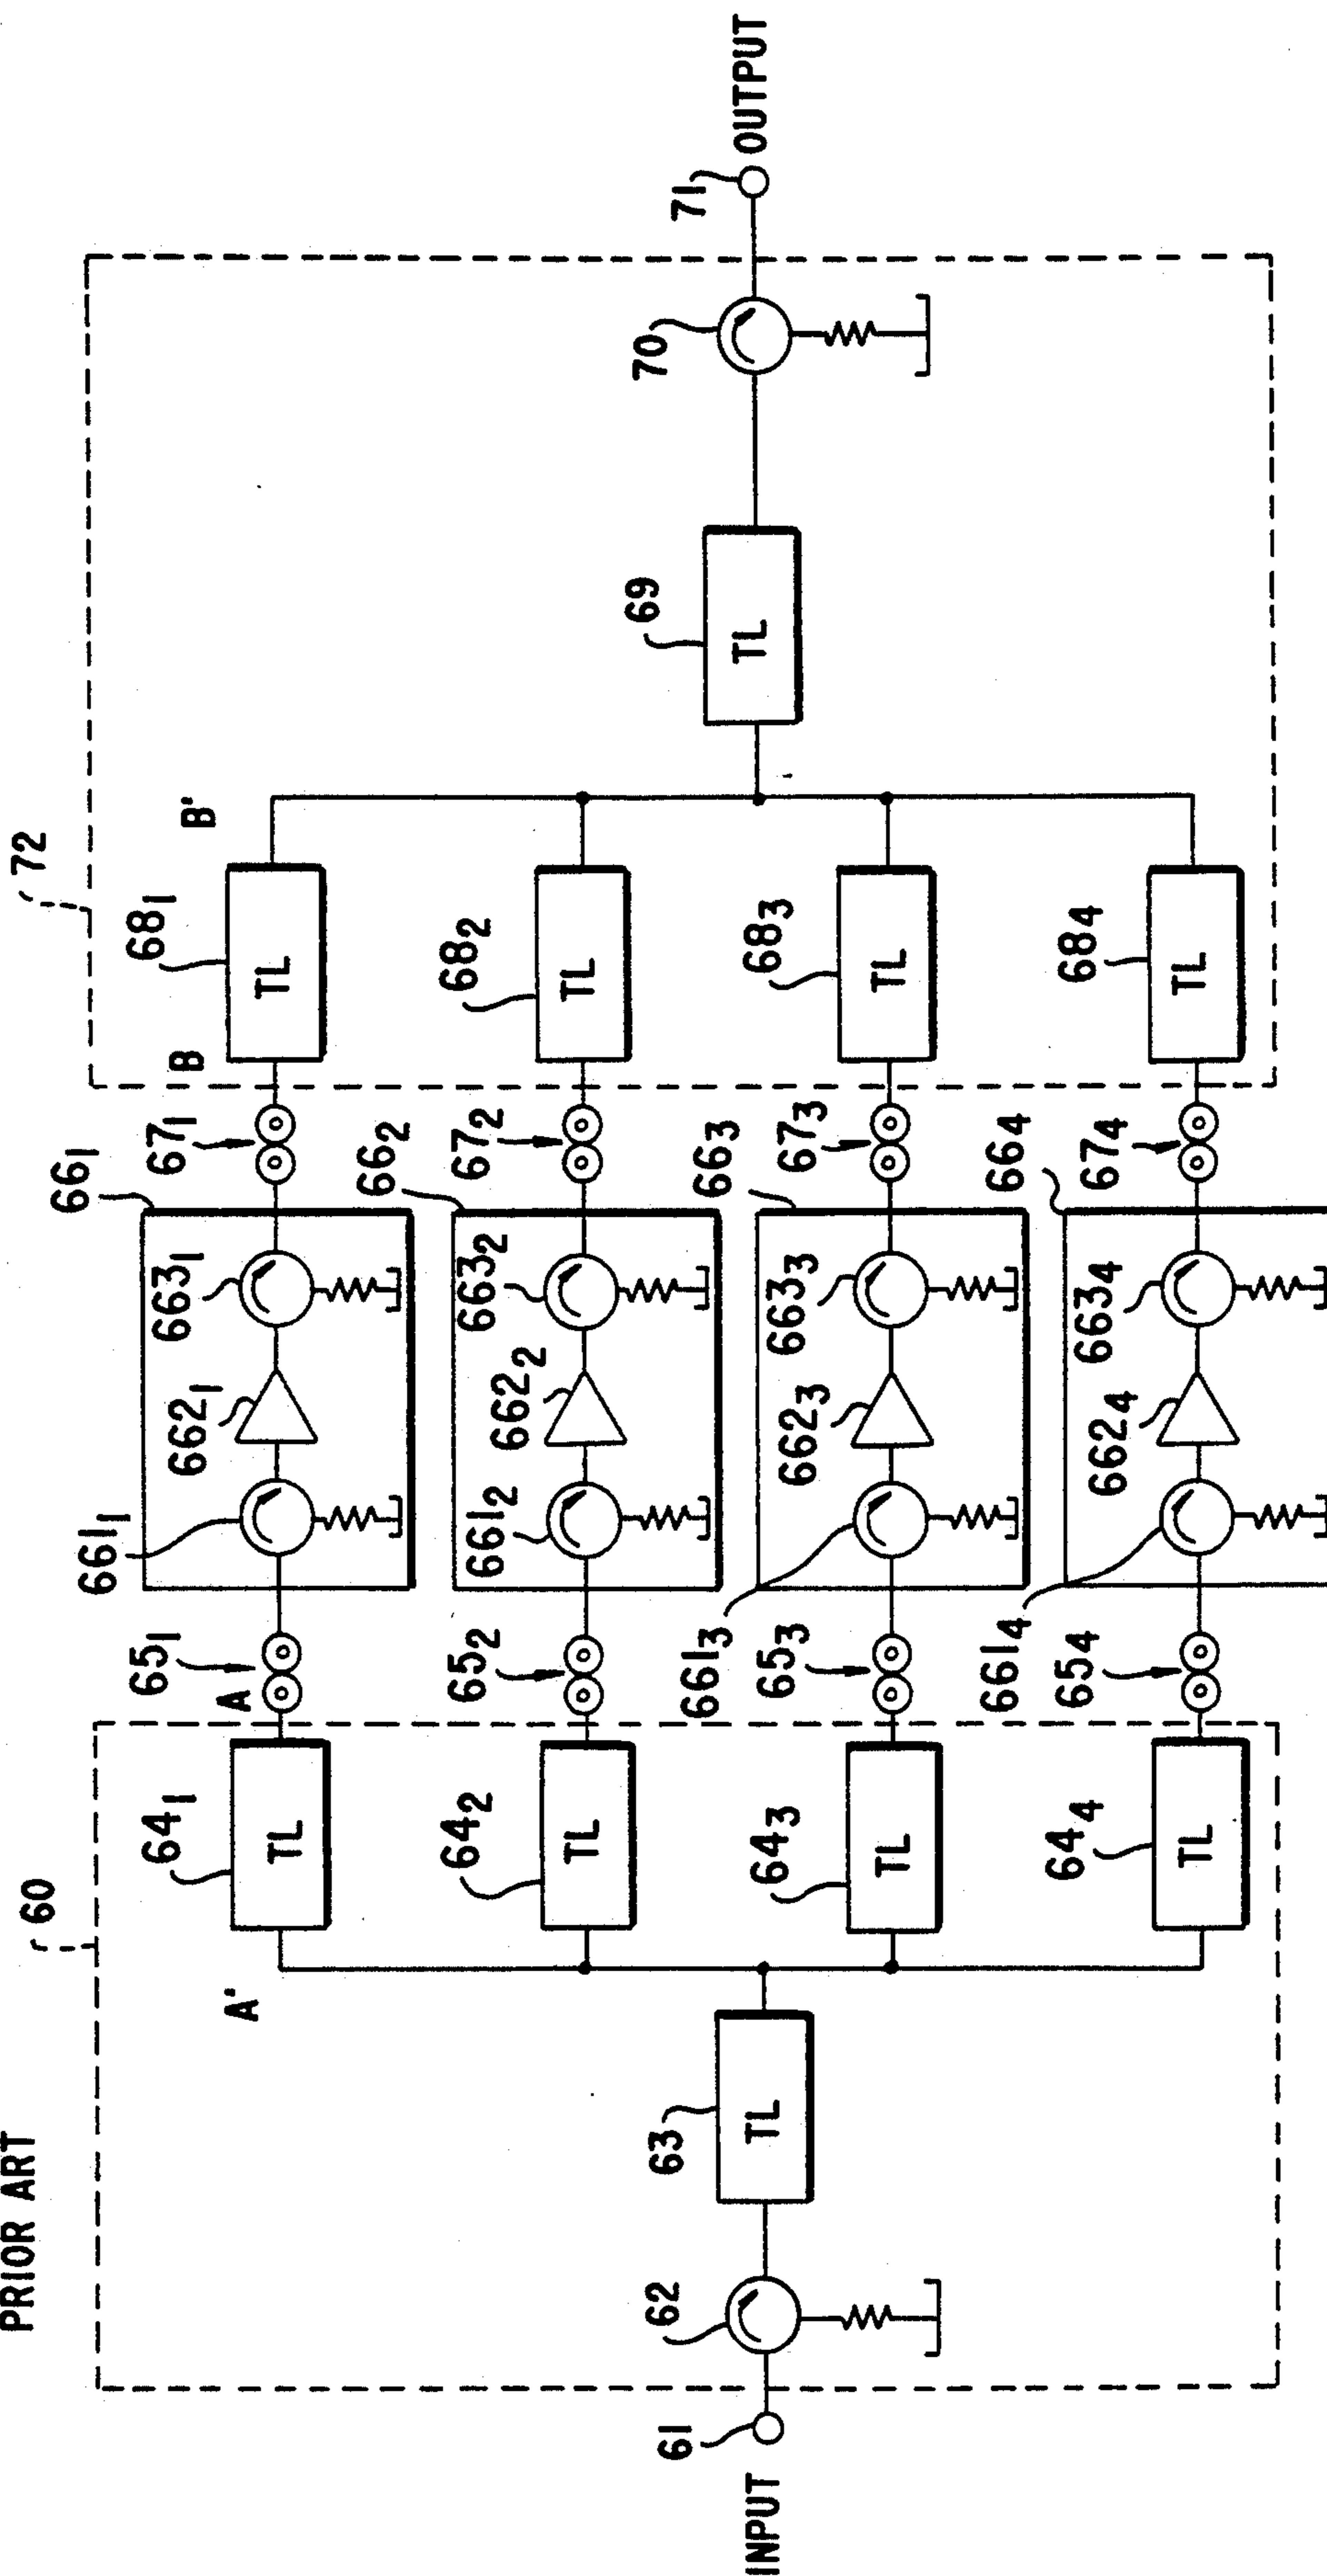 PRIOR ART
60
72
INPUT
61
62
63
TL
A'
64₁
TL
64₂
TL
64₃
TL
64₄
TL
A
65₁
65₂
65₃
65₄
66₁
661₁
662₁
663₁
66₂
661₂
662₂
663₂
66₃
661₃
662₃
663₃
66₄
661₄
662₄
663₄
67₁
67₂
67₃
67₄
B
68₁
TL
68₂
TL
68₃
TL
68₄
TL
B'
69
TL
70
71
OUTPUT